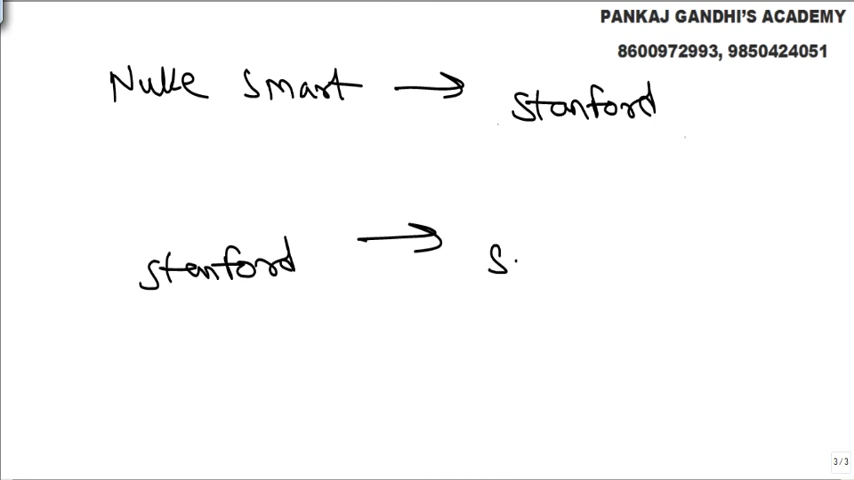 PANKAJ GANDHI'S ACADEMY
8600972993, 9850424051
Nuke smart → Stanford
Stanford → S.
3/3